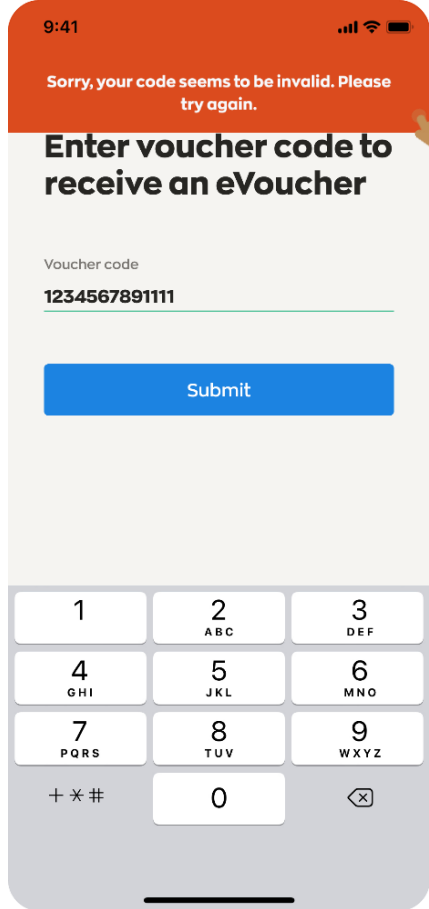 9:41
Sorry, your code seems to be invalid. Please
try again.
Enter voucher code to
receive an eVoucher
Voucher code
1234567891111
Submit
1
2
ABC
3
DEF
4
GHI
5
JKL
6
MNO
7
PQRS
8
TUV
9
WXYZ
+*#
0